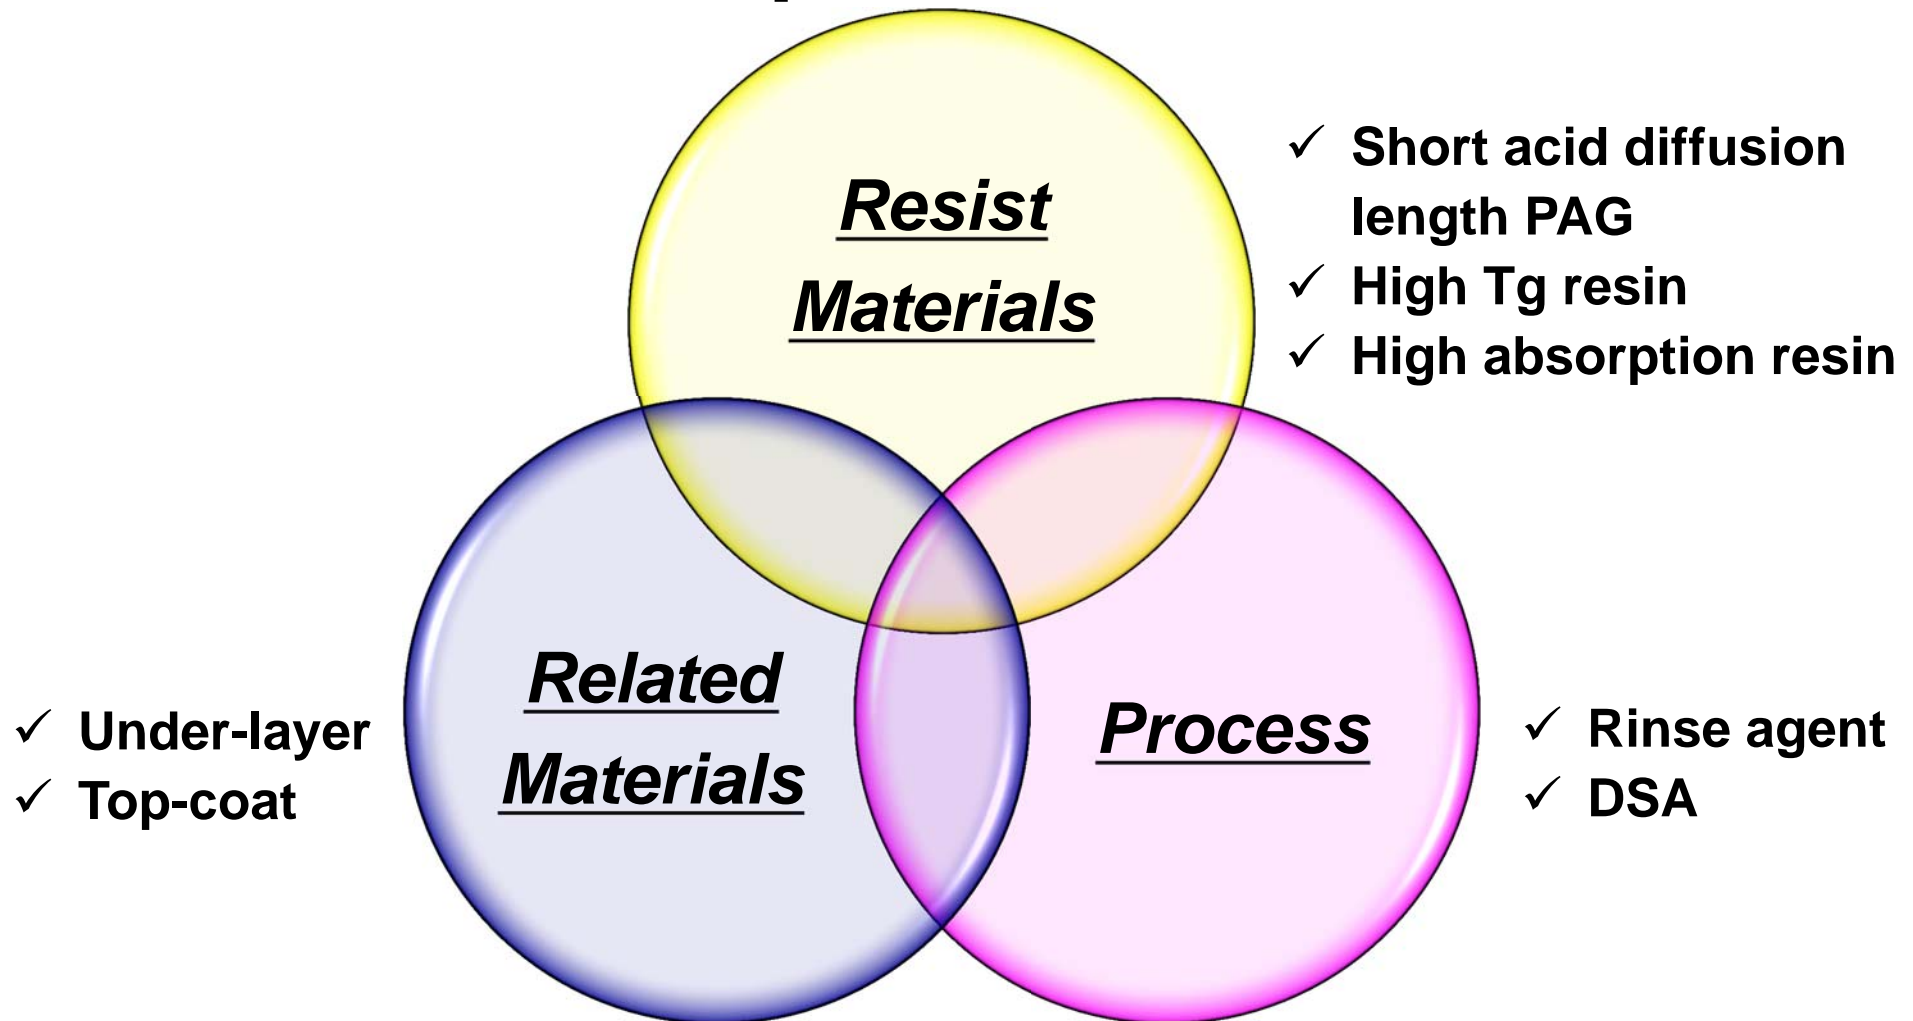 Resist
Materials
✓ Short acid diffusion
length PAG
✓ High Tg resin
✓ High absorption resin
Related
Materials
✓ Under-layer
✓ Top-coat
Process
✓ Rinse agent
✓ DSA